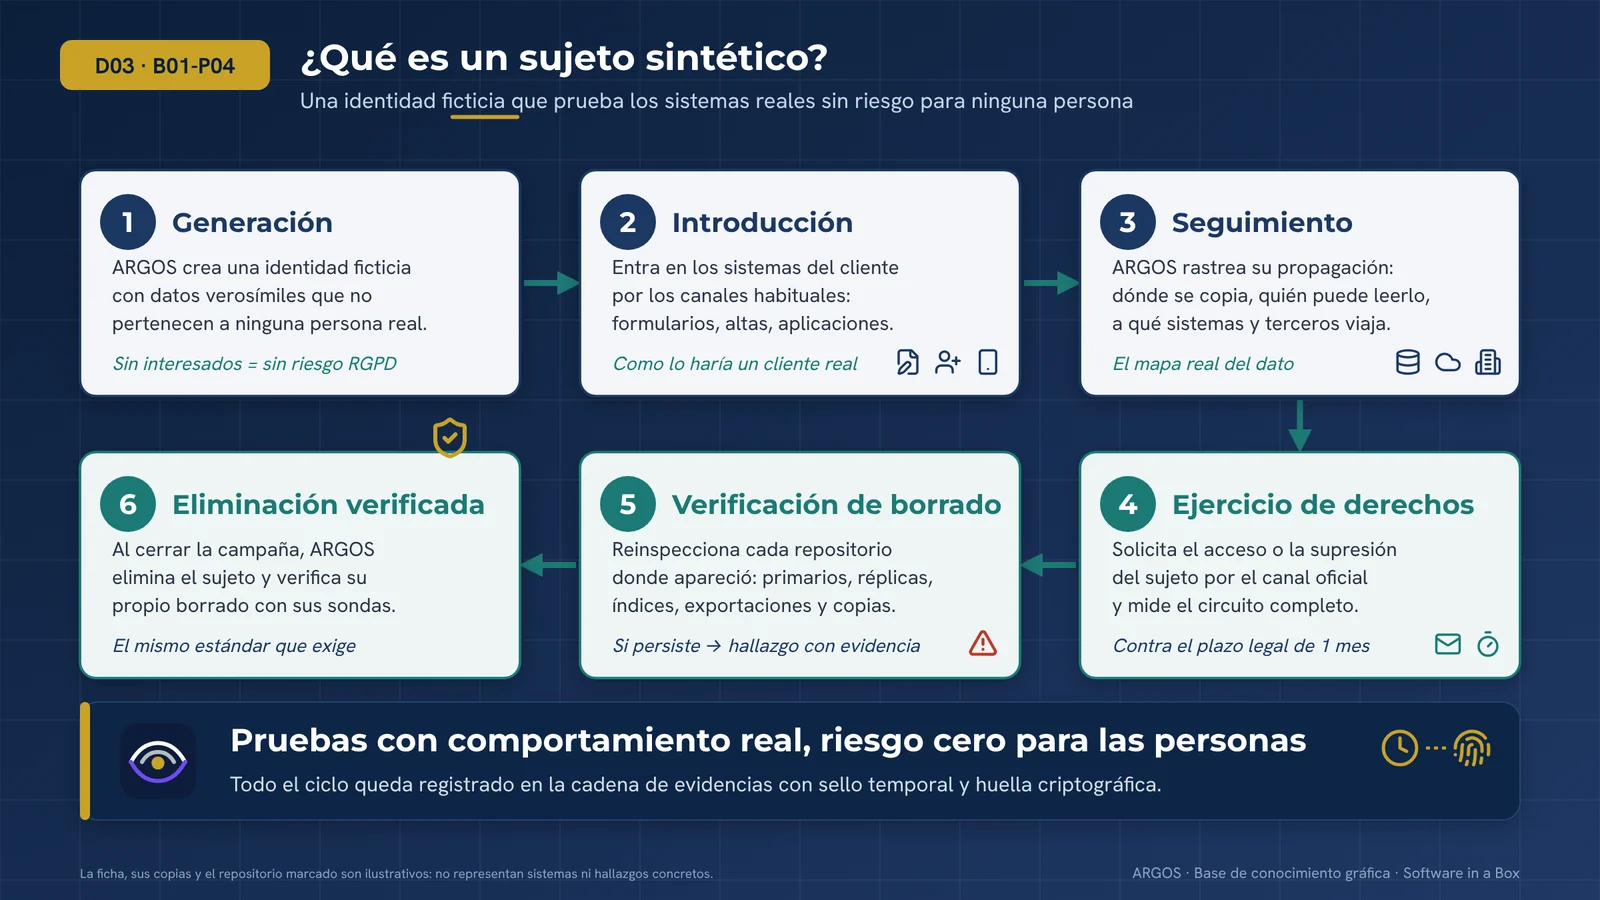 D03 · B01-P04
¿Qué es un sujeto sintético?
Una identidad ficticia que prueba los sistemas reales sin riesgo para ninguna persona
1 Generación
ARGOS crea una identidad ficticia
con datos verosímiles que no
pertenecen a ninguna persona real.
Sin interesados = sin riesgo RGPD
2 Introducción
Entra en los sistemas del cliente
por los canales habituales:
formularios, altas, aplicaciones.
Como lo haría un cliente real
3 Seguimiento
ARGOS rastrea su propagación:
dónde se copia, quién puede leerlo,
a qué sistemas y terceros viaja.
El mapa real del dato
4 Ejercicio de derechos
Solicita el acceso o la supresión
del sujeto por el canal oficial
y mide el circuito completo.
Contra el plazo legal de 1 mes
5 Verificación de borrado
Reinspecciona cada repositorio
donde apareció: primarios, réplicas,
índices, exportaciones y copias.
Si persiste → hallazgo con evidencia
6 Eliminación verificada
Al cerrar la campaña, ARGOS
elimina el sujeto y verifica su
propio borrado con sus sondas.
El mismo estándar que exige
Pruebas con comportamiento real, riesgo cero para las personas
Todo el ciclo queda registrado en la cadena de evidencias con sello temporal y huella criptográfica.
La ficha, sus copias y el repositorio marcado son ilustrativos: no representan sistemas ni hallazgos concretos.
ARGOS · Base de conocimiento gráfica · Software in a Box